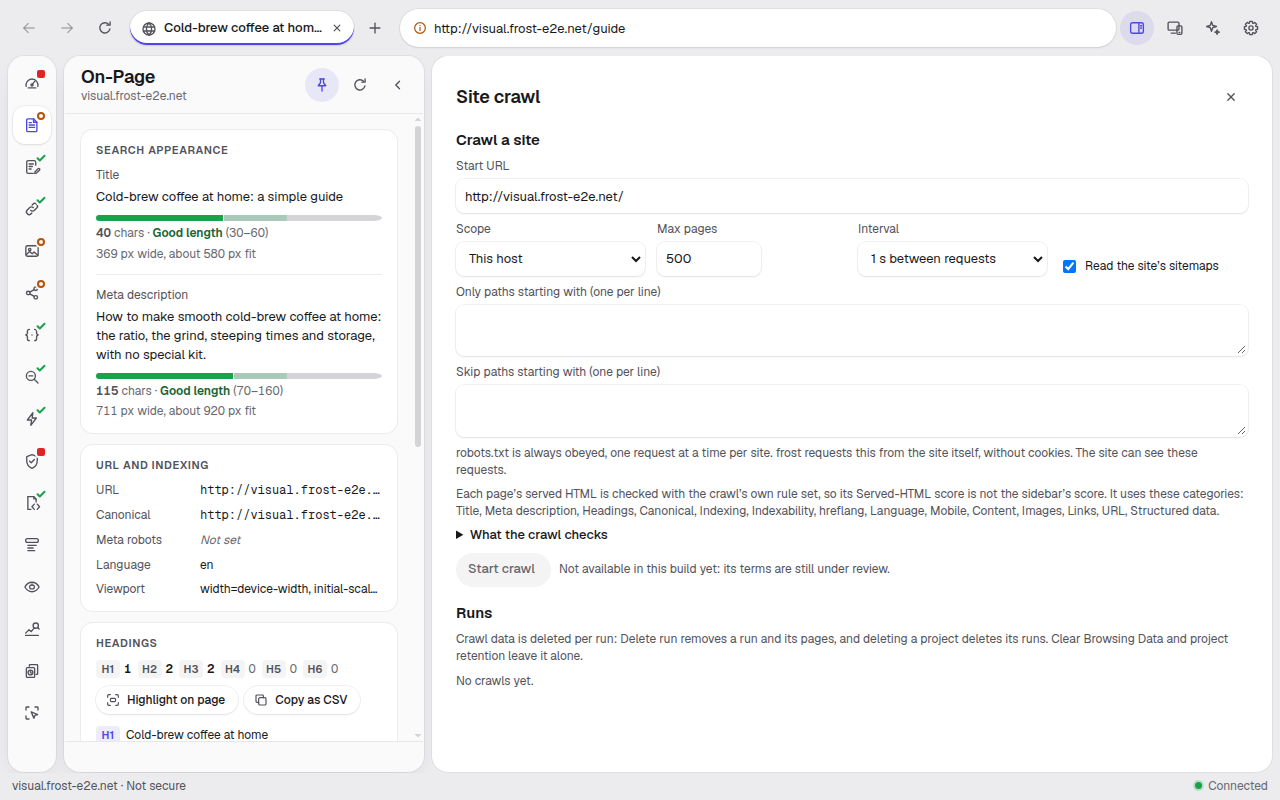 Cold-brew coffee at hom…
http://visual.frost-e2e.net/guide
On-Page
visual.frost-e2e.net
SEARCH APPEARANCE
Title
Cold-brew coffee at home: a simple guide
40 chars · Good length (30–60)
369 px wide, about 580 px fit
Meta description
How to make smooth cold-brew coffee at home:
the ratio, the grind, steeping times and storage,
with no special kit.
115 chars · Good length (70–160)
711 px wide, about 920 px fit
URL AND INDEXING
URL http://visual.frost-e2e.…
Canonical http://visual.frost-e2e.…
Meta robots Not set
Language en
Viewport width=device-width, initial-scal…
HEADINGS
H1 1 H2 2 H3 2 H4 0 H5 0 H6 0
Highlight on page Copy as CSV
H1 Cold-brew coffee at home
Site crawl
Crawl a site
Start URL
http://visual.frost-e2e.net/
Scope Max pages Interval
This host 500 1 s between requests Read the site's sitemaps
Only paths starting with (one per line)
Skip paths starting with (one per line)
robots.txt is always obeyed, one request at a time per site. frost requests this from the site itself, without cookies. The site can see these
requests.
Each page's served HTML is checked with the crawl's own rule set, so its Served-HTML score is not the sidebar's score. It uses these categories:
Title, Meta description, Headings, Canonical, Indexing, Indexability, hreflang, Language, Mobile, Content, Images, Links, URL, Structured data.
What the crawl checks
Start crawl Not available in this build yet: its terms are still under review.
Runs
Crawl data is deleted per run: Delete run removes a run and its pages, and deleting a project deletes its runs. Clear Browsing Data and project
retention leave it alone.
No crawls yet.
visual.frost-e2e.net · Not secure
Connected